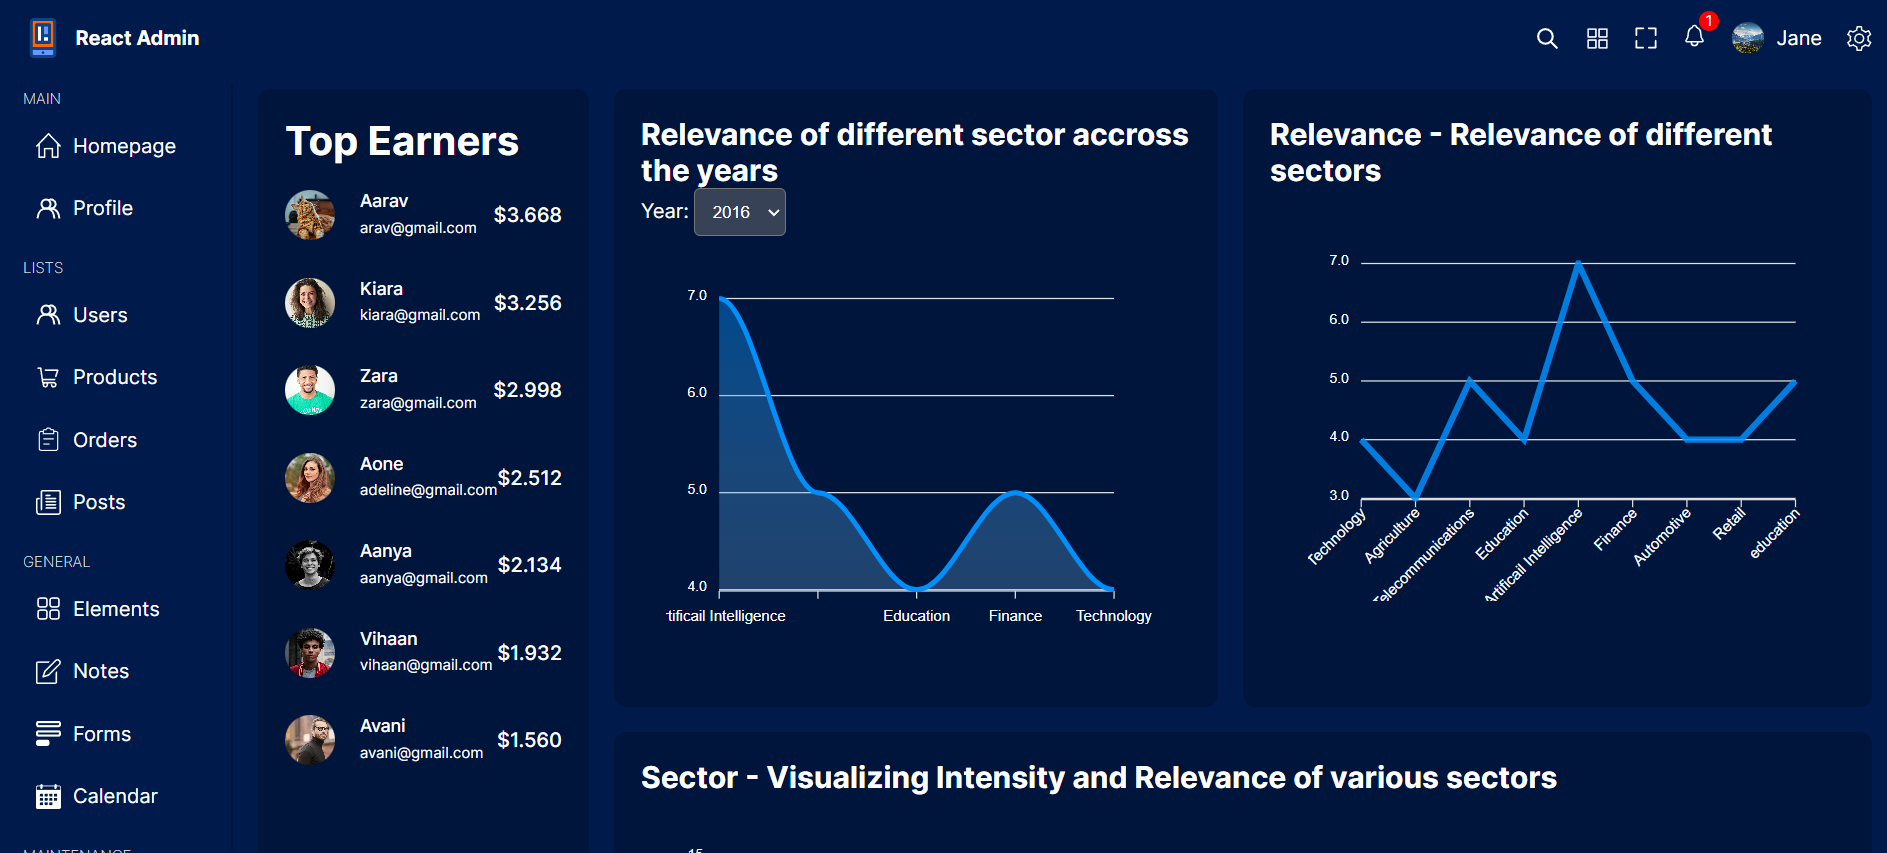 React Admin
1
Jane
MAIN
Homepage
Profile
LISTS
Users
Products
Orders
Posts
GENERAL
Elements
Notes
Forms
Calendar
Top Earners
Aarav
arav@gmail.com
$3.668
Kiara
kiara@gmail.com
$3.256
Zara
zara@gmail.com
$2.998
Aone
adeline@gmail.com
$2.512
Aanya
aanya@gmail.com
$2.134
Vihaan
vihaan@gmail.com
$1.932
Avani
avani@gmail.com
$1.560
Relevance of different sector accross
the years
Year: 2016
7.0
6.0
5.0
4.0
tificail Intelligence
Education
Finance
Technology
Relevance - Relevance of different
sectors
7.0
6.0
5.0
4.0
3.0
Technology
Agriculture
Telecommunications
Education
Artificail Intelligence
Finance
Automotive
Retail
education
Sector - Visualizing Intensity and Relevance of various sectors
15